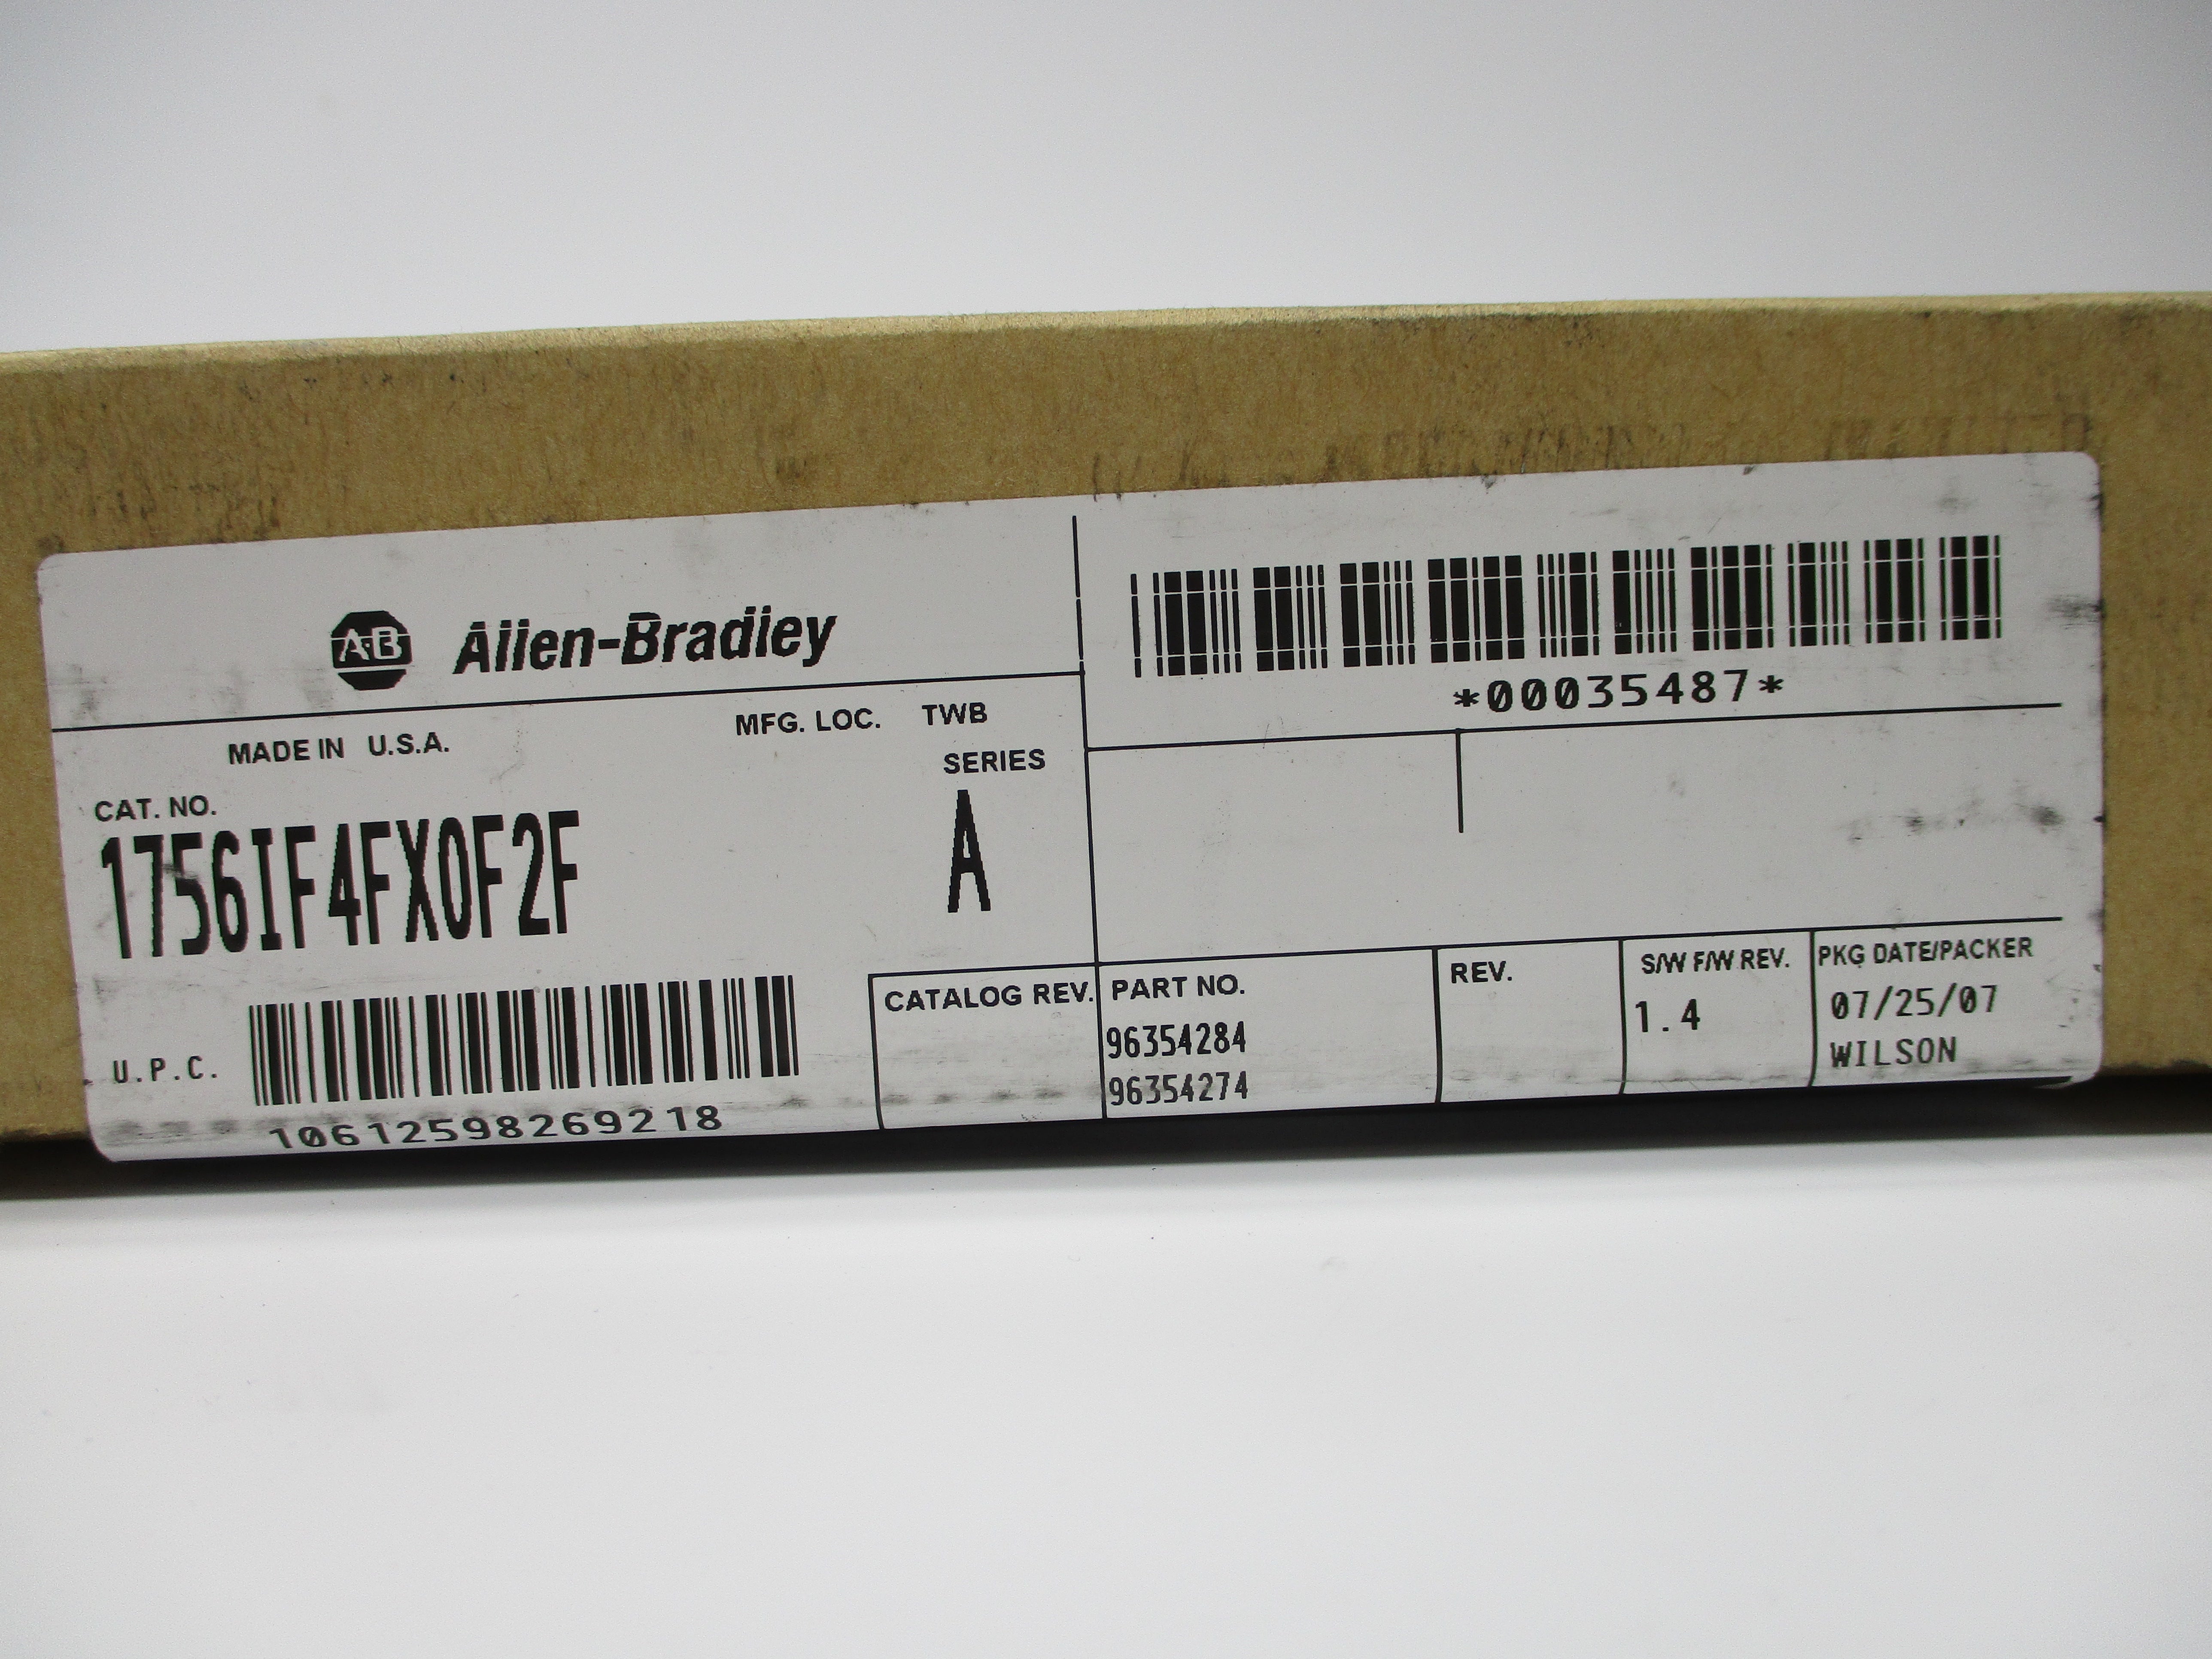 A·B Allen-Bradley
MADE IN U.S.A.
MFG. LOC. TWB
SERIES
A
CAT. NO.
1756IF4FXOF2F
U.P.C.
10612598269218
*00035487*
CATALOG REV.
PART NO.
96354284
96354274
REV.
S/W F/W REV.
1.4
PKG DATE/PACKER
07/25/07
WILSON